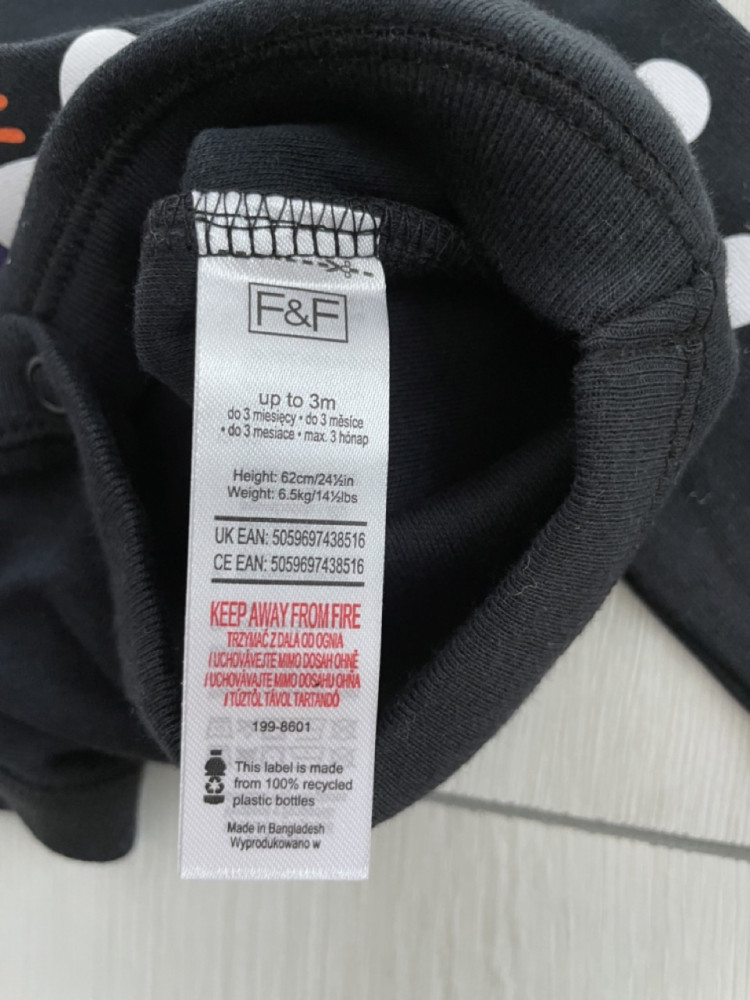 F&F
up to 3m
do 3 miesięcy • do 3 měsíce
• do 3 mesiace • max. 3 hónap
Height: 62cm/24½in
Weight: 6.5kg/14½lbs
UK EAN: 5059697438516
CE EAN: 5059697438516
KEEP AWAY FROM FIRE
TRZYMAĆ Z DALA OD OGNIA
/ UCHOVÁVEJTE MIMO DOSAH OHNĚ
/ UCHOVÁVAJTE MIMO DOSAHU OHŇA
/ TŰZTŐL TÁVOL TARTANDÓ
199-8601
This label is made
from 100% recycled
plastic bottles
Made in Bangladesh
Wyprodukowano w